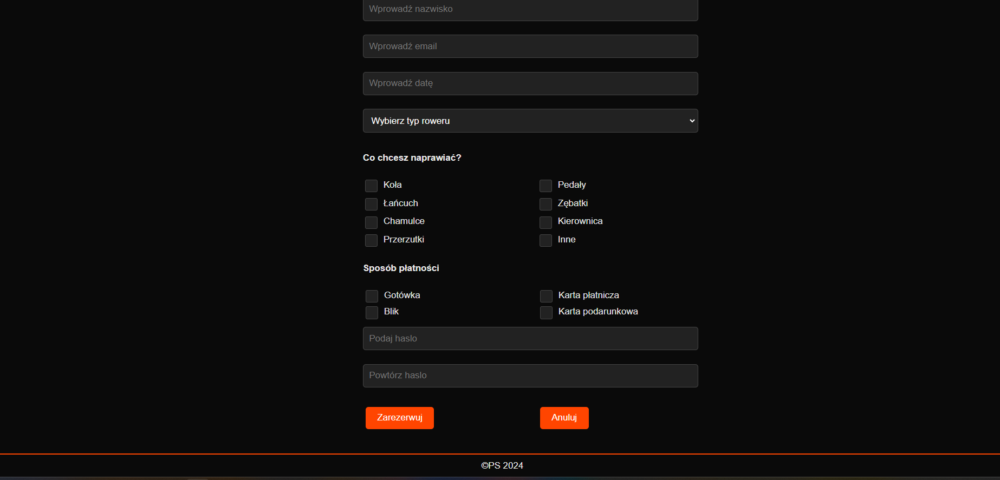 Wprowadź nazwisko
Wprowadź email
Wprowadź datę
Wybierz typ roweru
Co chcesz naprawiać?
Koła Pedały
Łańcuch Zębatki
Chamulce Kierownica
Przerzutki Inne
Sposób płatności
Gotówka Karta płatnicza
Blik Karta podarunkowa
Podaj haslo
Powtórz haslo
Zarezerwuj Anuluj
©PS 2024